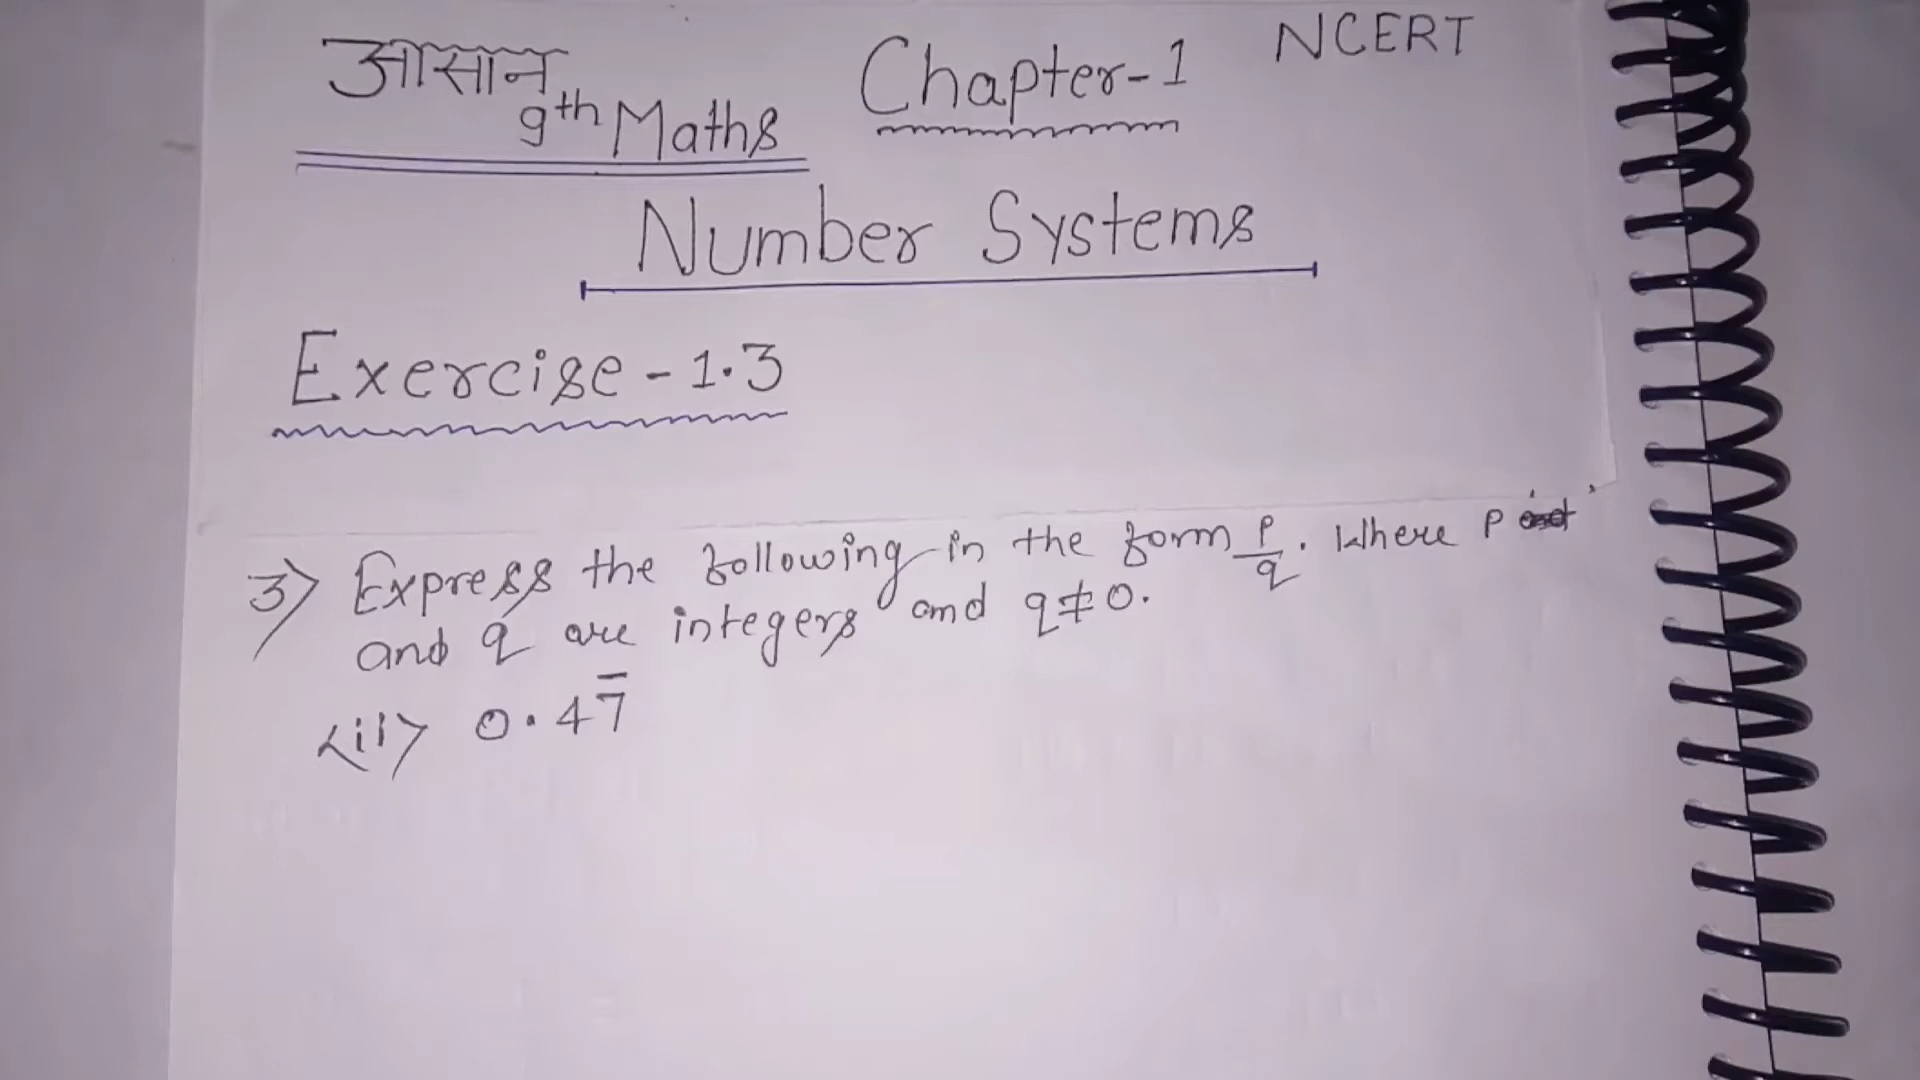 आसान
9th Maths
Chapter-1
NCERT
Number Systems
Exercise - 1.3
3) Express the following in the form p/q. Where p
and q are integers and q≠0.
<ii> 0.47̅